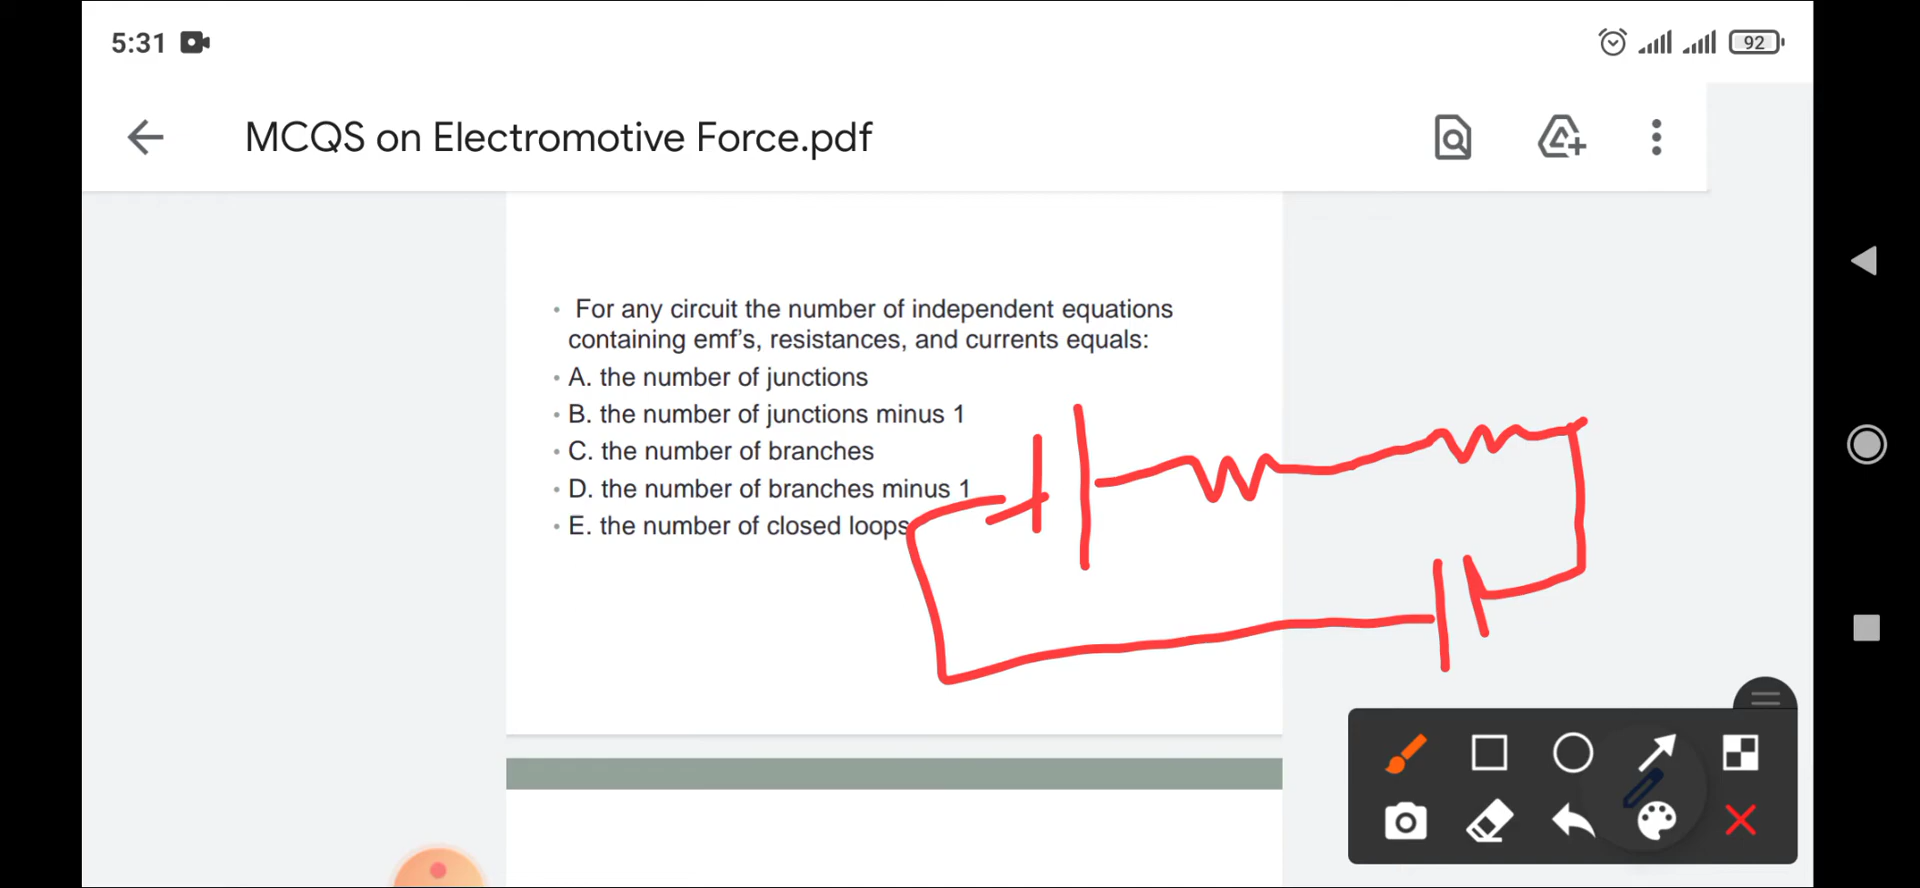 5:31
92
MCQS on Electromotive Force.pdf
• For any circuit the number of independent equations
containing emf's, resistances, and currents equals:
• A. the number of junctions
• B. the number of junctions minus 1
• C. the number of branches
• D. the number of branches minus 1
• E. the number of closed loops